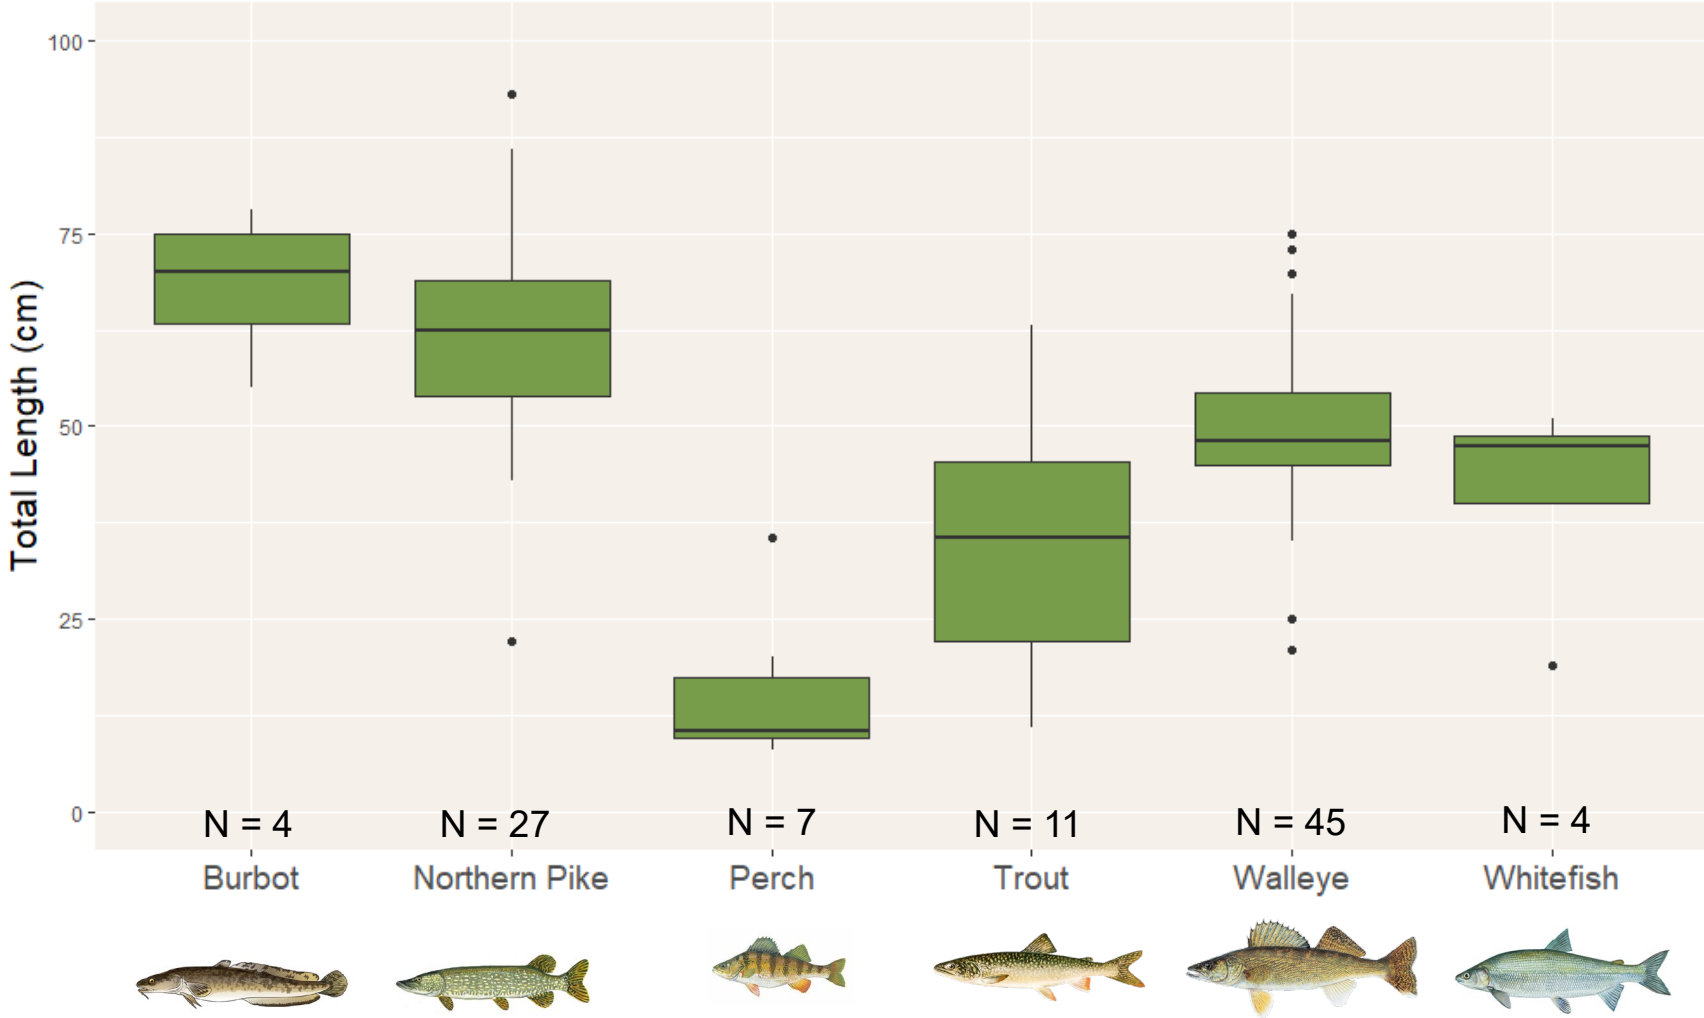 Total Length (cm)
100
75
50
25
0
N = 4
N = 27
N = 7
N = 11
N = 45
N = 4
Burbot
Northern Pike
Perch
Trout
Walleye
Whitefish